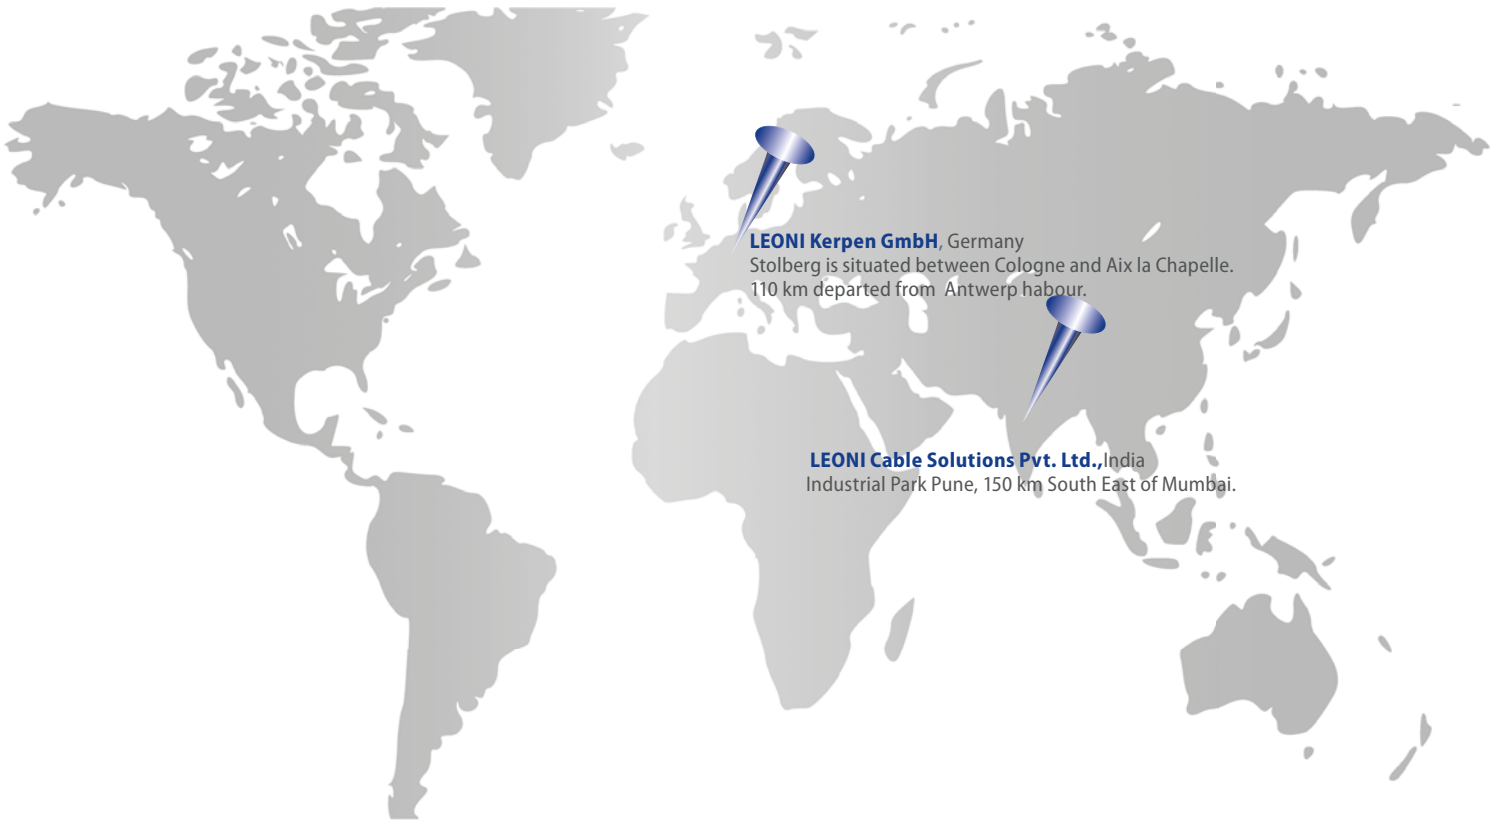 LEONI Kerpen GmbH, Germany
Stolberg is situated between Cologne and Aix la Chapelle.
110 km departed from Antwerp habour.
LEONI Cable Solutions Pvt. Ltd.,India
Industrial Park Pune, 150 km South East of Mumbai.